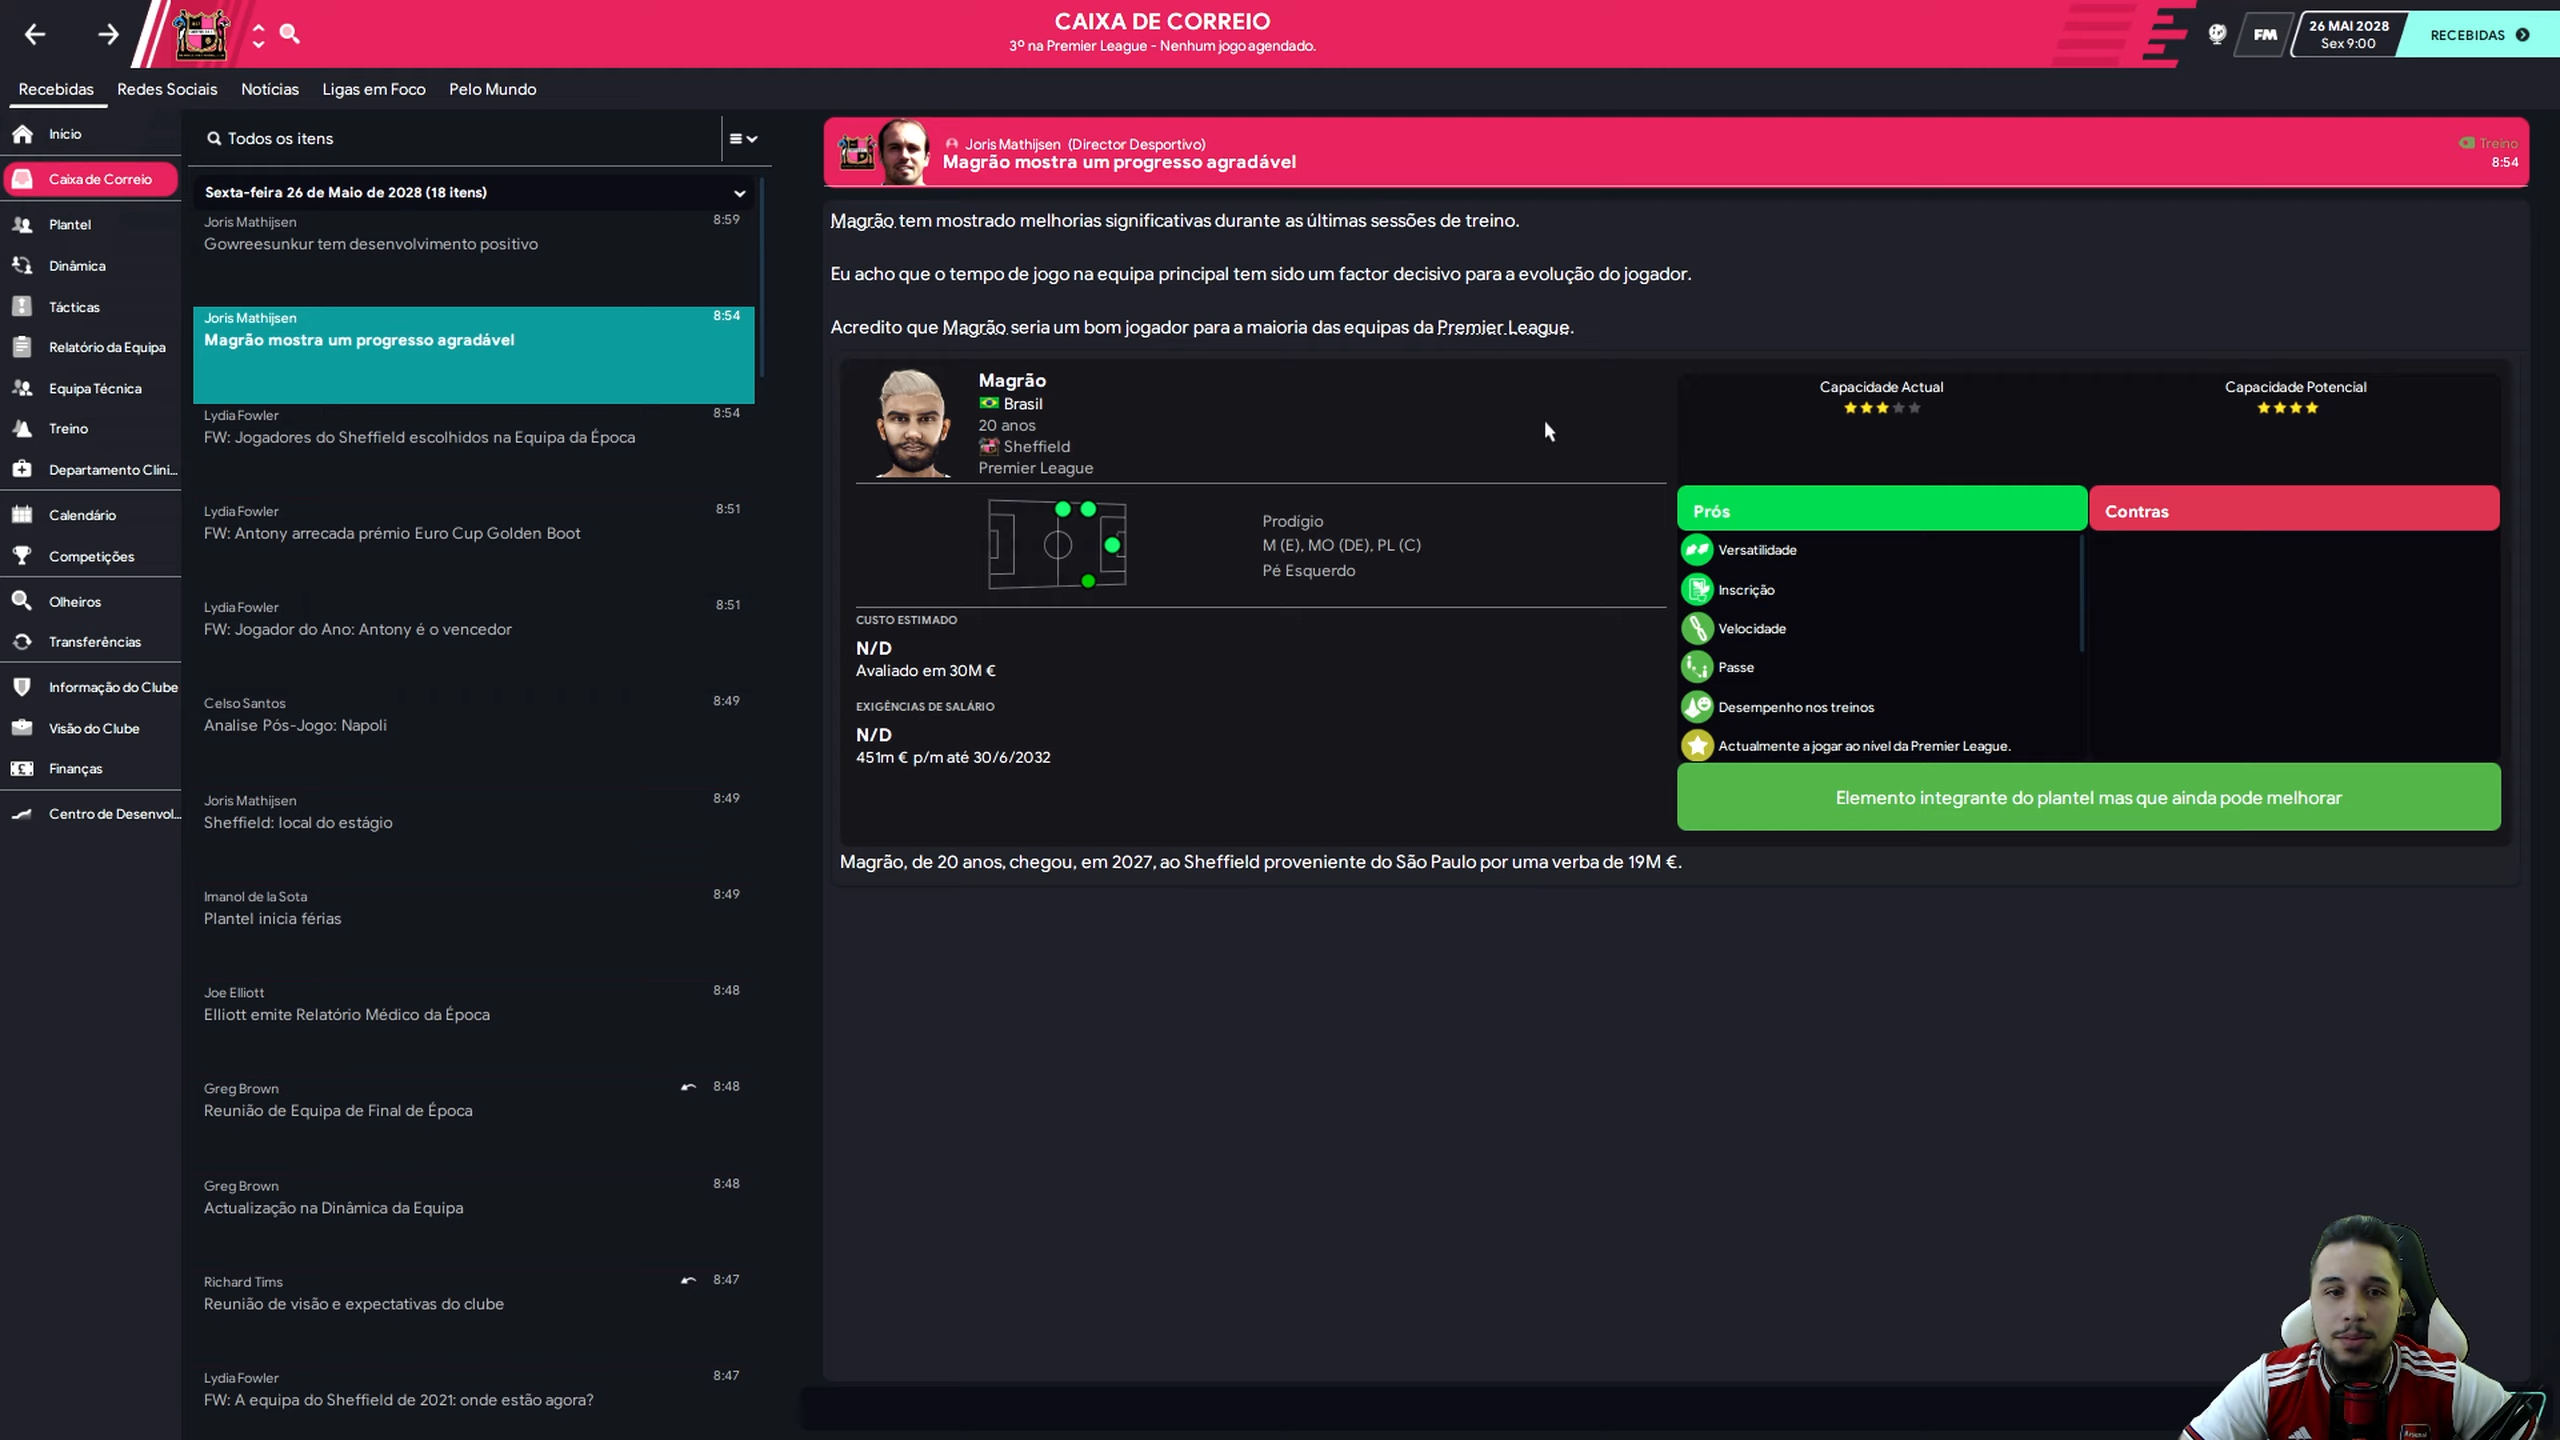 CAIXA DE CORREIO
3º na Premier League - Nenhum jogo agendado.
FM
26 MAI 2028
Sex 9:00
RECEBIDAS
Recebidas
Redes Sociais
Notícias
Ligas em Foco
Pelo Mundo
Início
Caixa de Correio
Plantel
Dinâmica
Tácticas
Relatório da Equipa
Equipa Técnica
Treino
Departamento Clíni...
Calendário
Competições
Olheiros
Transferências
Informação do Clube
Visão do Clube
Finanças
Centro de Desenvol...
Todos os itens
Sexta-feira 26 de Maio de 2028 (18 itens)
Joris Mathijsen 8:59
Gowreesunkur tem desenvolvimento positivo
Joris Mathijsen 8:54
Magrão mostra um progresso agradável
Lydia Fowler 8:54
FW: Jogadores do Sheffield escolhidos na Equipa da Época
Lydia Fowler 8:51
FW: Antony arrecada prémio Euro Cup Golden Boot
Lydia Fowler 8:51
FW: Jogador do Ano: Antony é o vencedor
Celso Santos 8:49
Analise Pós-Jogo: Napoli
Joris Mathijsen 8:49
Sheffield: local do estágio
Imanol de la Sota 8:49
Plantel inicia férias
Joe Elliott 8:48
Elliott emite Relatório Médico da Época
Greg Brown 8:48
Reunião de Equipa de Final de Época
Greg Brown 8:48
Actualização na Dinâmica da Equipa
Richard Tims 8:47
Reunião de visão e expectativas do clube
Lydia Fowler 8:47
FW: A equipa do Sheffield de 2021: onde estão agora?
Joris Mathijsen (Director Desportivo)
Magrão mostra um progresso agradável
Treino
8:54
Magrão tem mostrado melhorias significativas durante as últimas sessões de treino.
Eu acho que o tempo de jogo na equipa principal tem sido um factor decisivo para a evolução do jogador.
Acredito que Magrão seria um bom jogador para a maioria das equipas da Premier League.
Magrão
Brasil
20 anos
Sheffield
Premier League
Prodígio
M (E), MO (DE), PL (C)
Pé Esquerdo
CUSTO ESTIMADO
N/D
Avaliado em 30M €
EXIGÊNCIAS DE SALÁRIO
N/D
451m € p/m até 30/6/2032
Capacidade Actual
Capacidade Potencial
Prós
Contras
Versatilidade
Inscrição
Velocidade
Passe
Desempenho nos treinos
Actualmente a jogar ao nível da Premier League.
Elemento integrante do plantel mas que ainda pode melhorar
Magrão, de 20 anos, chegou, em 2027, ao Sheffield proveniente do São Paulo por uma verba de 19M €.